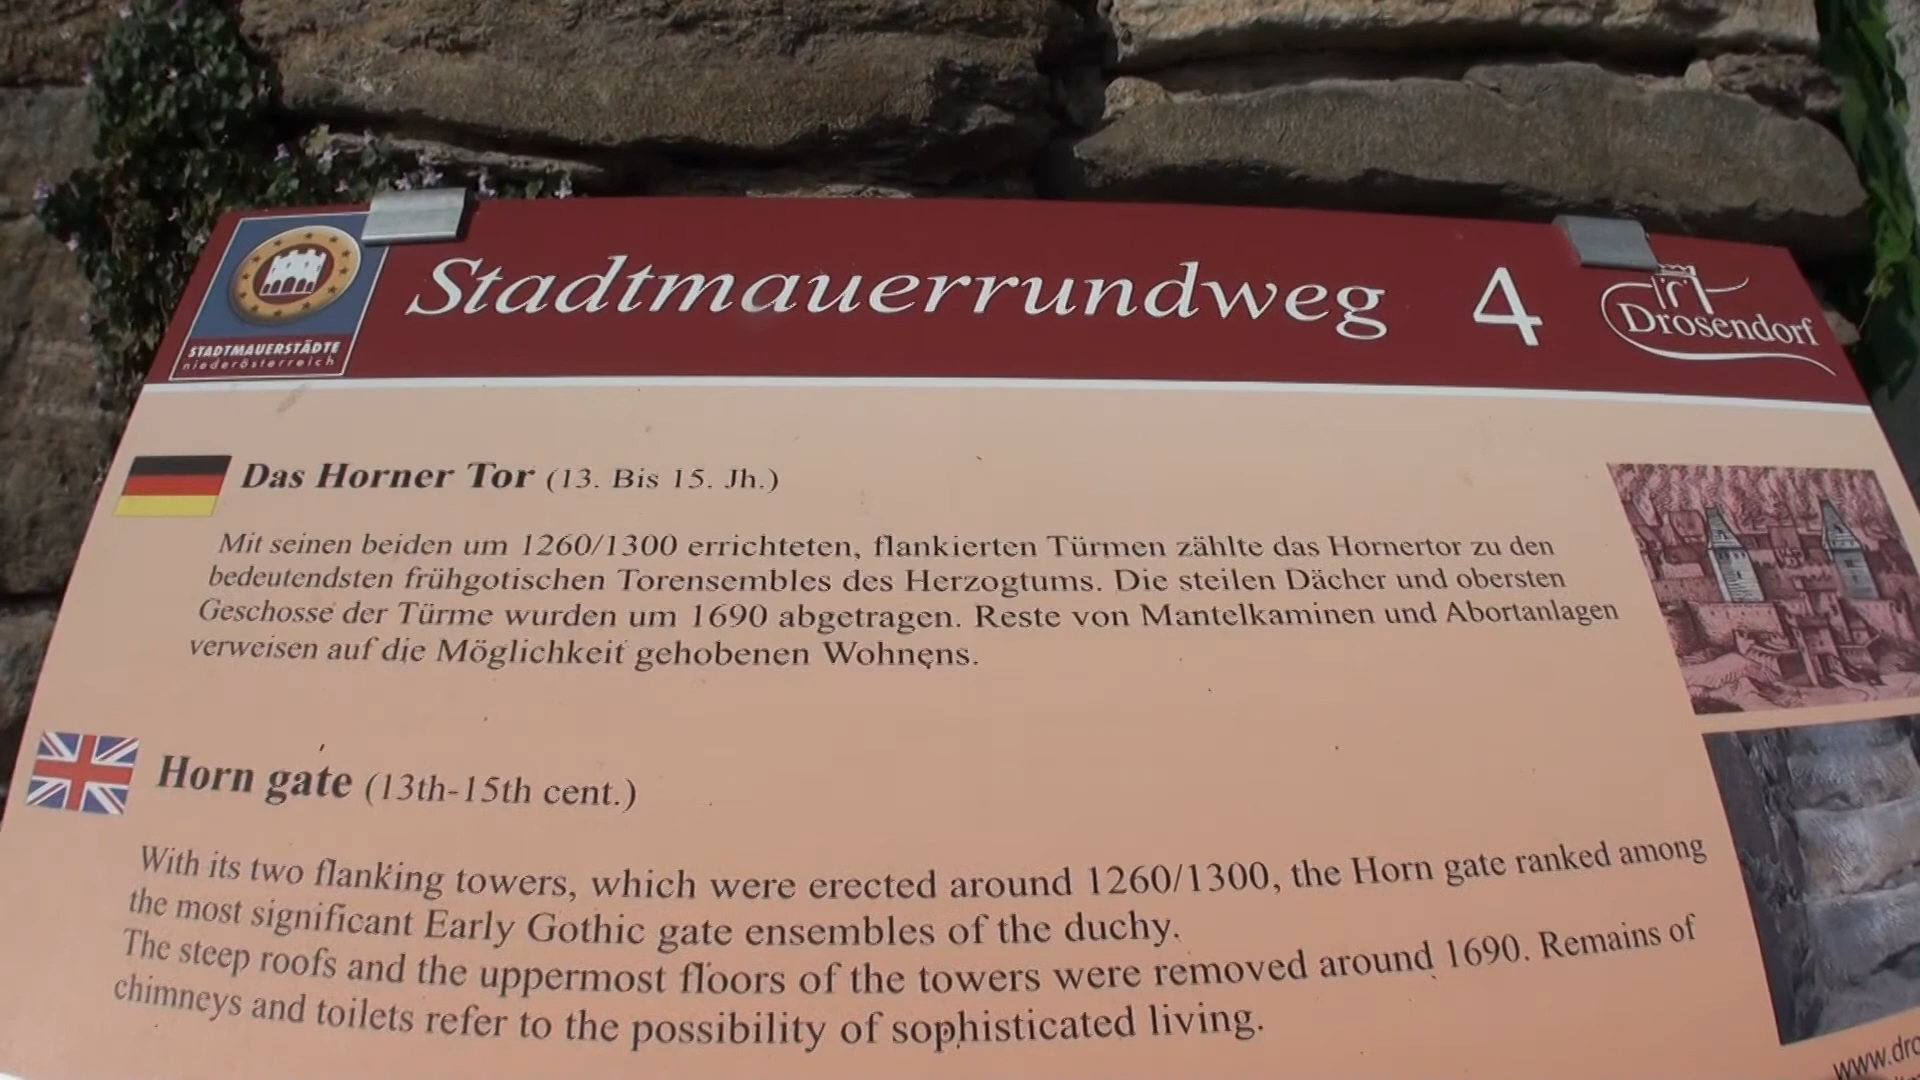 Stadtmauerrundweg 4
STADTMAUERSTÄDTE
niederösterreich
Drosendorf
Das Horner Tor (13. Bis 15. Jh.)
Mit seinen beiden um 1260/1300 errichteten, flankierten Türmen zählte das Hornertor zu den
bedeutendsten frühgotischen Torensembles des Herzogtums. Die steilen Dächer und obersten
Geschosse der Türme wurden um 1690 abgetragen. Reste von Mantelkaminen und Abortanlagen
verweisen auf die Möglichkeit gehobenen Wohnens.
Horn gate (13th-15th cent.)
With its two flanking towers, which were erected around 1260/1300, the Horn gate ranked among
the most significant Early Gothic gate ensembles of the duchy.
The steep roofs and the uppermost floors of the towers were removed around 1690. Remains of
chimneys and toilets refer to the possibility of sophisticated living.
www.dro